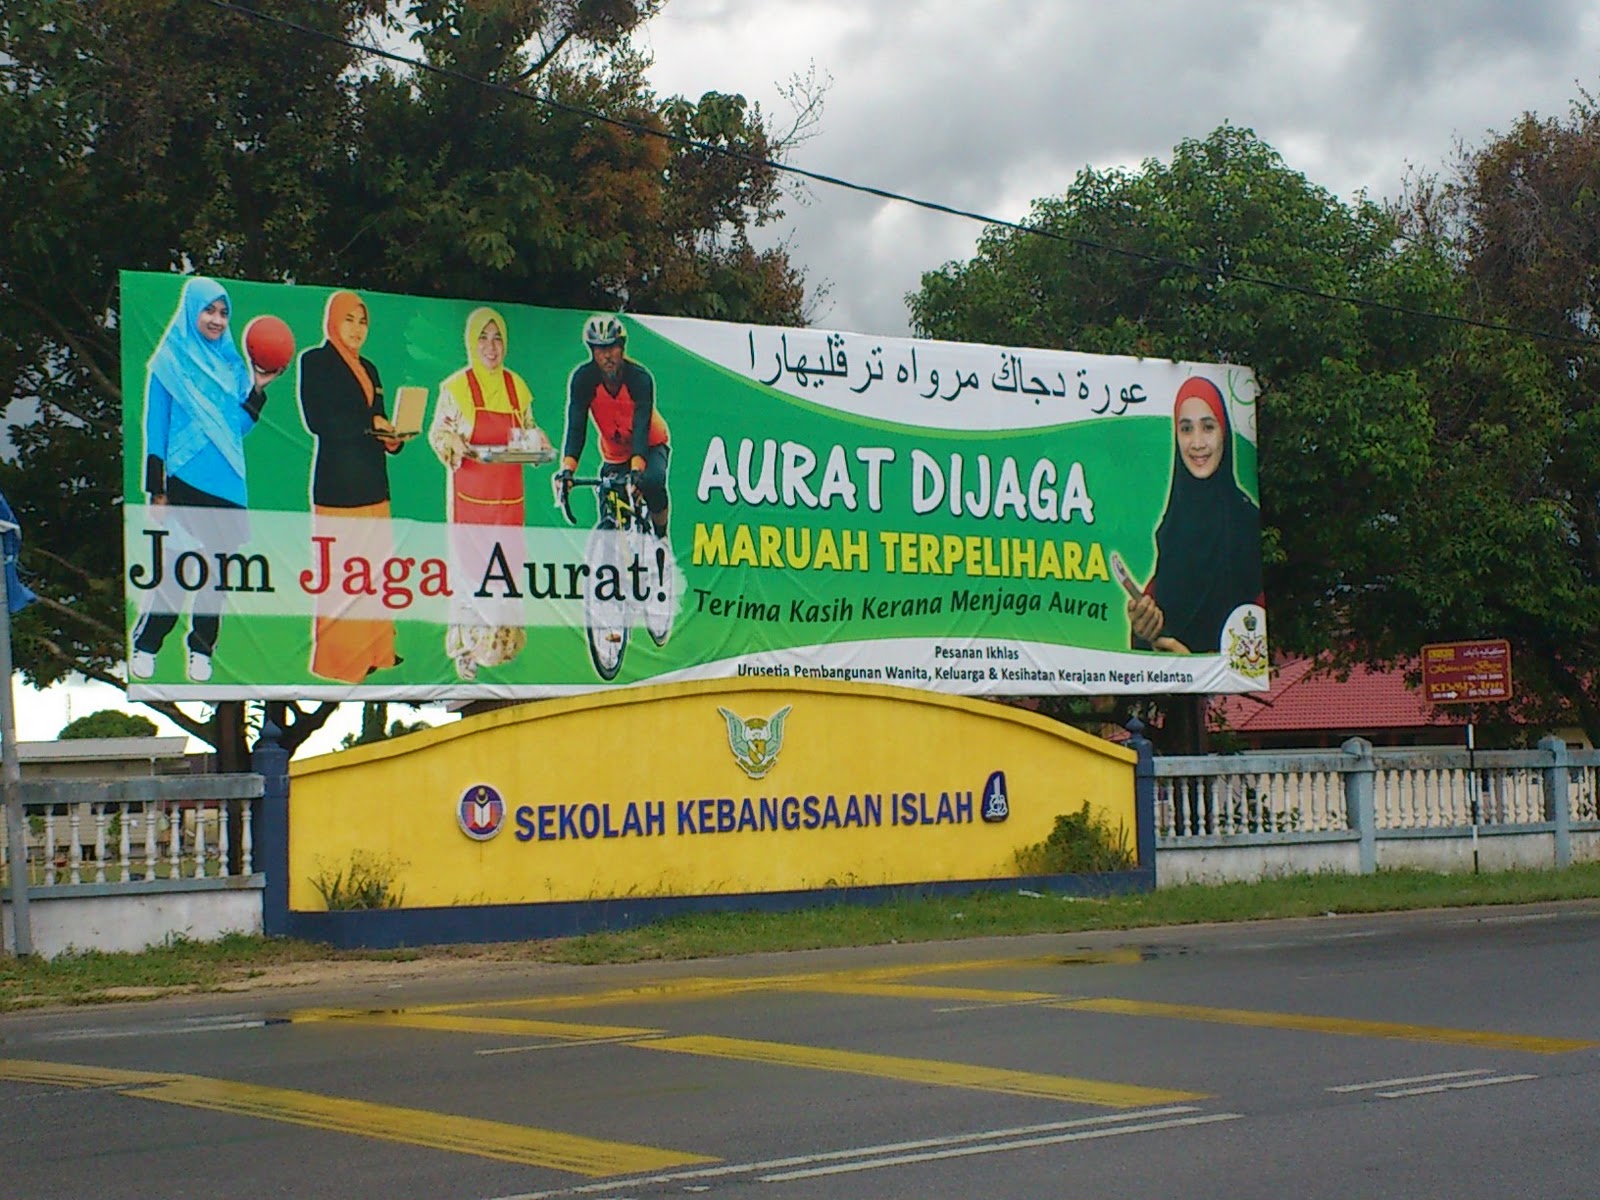 عورة دجاݢ مرواه ترڤليهارا
AURAT DIJAGA
MARUAH TERPELIHARA
Terima Kasih Kerana Menjaga Aurat
Jom Jaga Aurat!
Pesanan Ikhlas
Urusetia Pembangunan Wanita, Keluarga & Kesihatan Kerajaan Negeri Kelantan
SEKOLAH KEBANGSAAN ISLAH